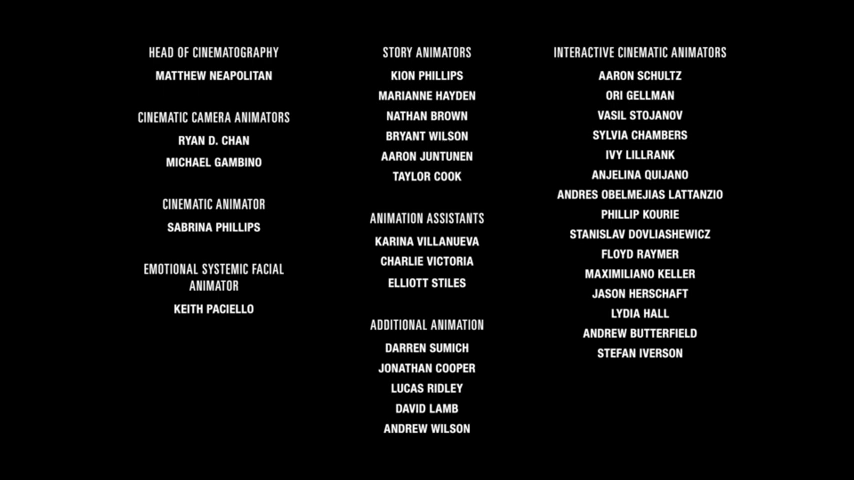 HEAD OF CINEMATOGRAPHY
MATTHEW NEAPOLITAN
CINEMATIC CAMERA ANIMATORS
RYAN D. CHAN
MICHAEL GAMBINO
CINEMATIC ANIMATOR
SABRINA PHILLIPS
EMOTIONAL SYSTEMIC FACIAL
ANIMATOR
KEITH PACIELLO
STORY ANIMATORS
KION PHILLIPS
MARIANNE HAYDEN
NATHAN BROWN
BRYANT WILSON
AARON JUNTUNEN
TAYLOR COOK
ANIMATION ASSISTANTS
KARINA VILLANUEVA
CHARLIE VICTORIA
ELLIOTT STILES
ADDITIONAL ANIMATION
DARREN SUMICH
JONATHAN COOPER
LUCAS RIDLEY
DAVID LAMB
ANDREW WILSON
INTERACTIVE CINEMATIC ANIMATORS
AARON SCHULTZ
ORI GELLMAN
VASIL STOJANOV
SYLVIA CHAMBERS
IVY LILLRANK
ANJELINA QUIJANO
ANDRES OBELMEJIAS LATTANZIO
PHILLIP KOURIE
STANISLAV DOVLIASHEWICZ
FLOYD RAYMER
MAXIMILIANO KELLER
JASON HERSCHAFT
LYDIA HALL
ANDREW BUTTERFIELD
STEFAN IVERSON